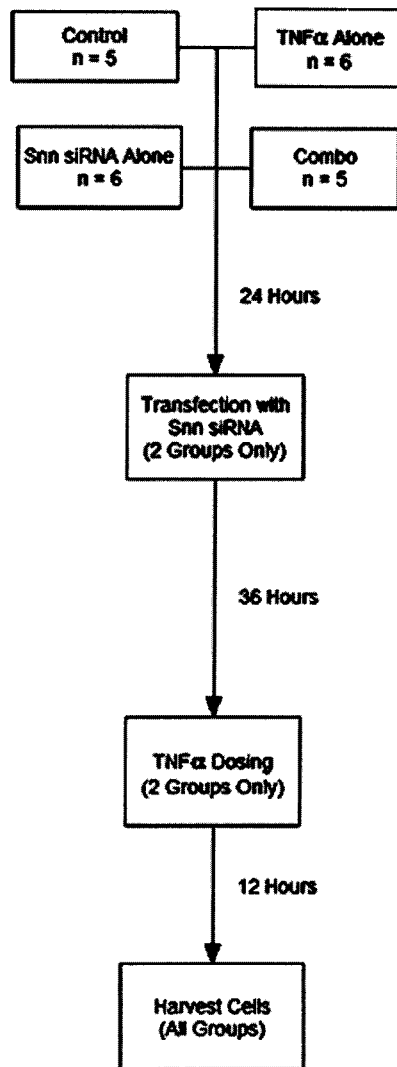 Control
n = 5
TNFα Alone
n = 6
Snn siRNA Alone
n = 6
Combo
n = 5
24 Hours
Transfection with
Snn siRNA
(2 Groups Only)
36 Hours
TNFα Dosing
(2 Groups Only)
12 Hours
Harvest Cells
(All Groups)